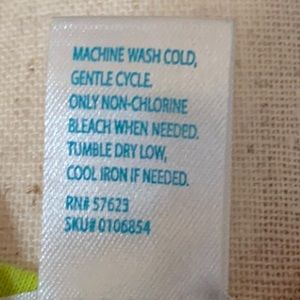 MACHINE WASH COLD,
GENTLE CYCLE.
ONLY NON-CHLORINE
BLEACH WHEN NEEDED.
TUMBLE DRY LOW,
COOL IRON IF NEEDED.
RN# 57623
SKU# 0106854